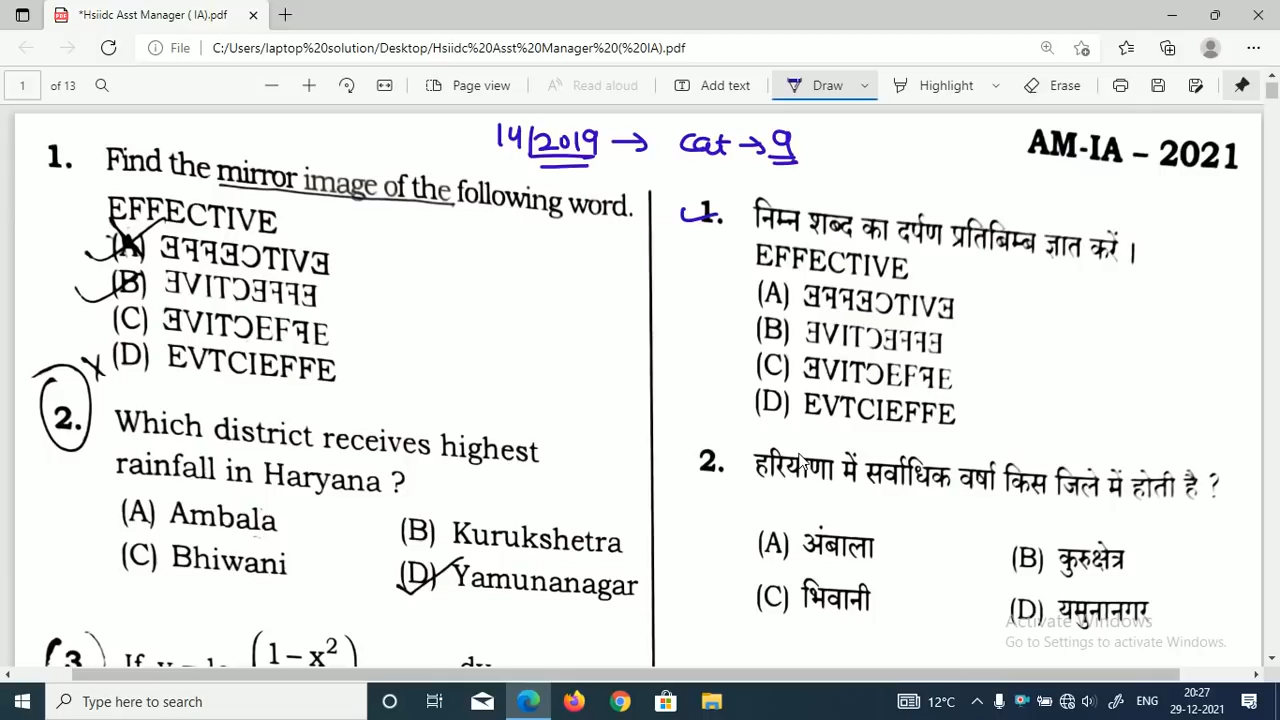 *Hsiidc Asst Manager ( IA).pdf
File C:/Users/laptop%20solution/Desktop/Hsiidc%20Asst%20Manager%20(%20IA).pdf
1 of 13 Page view Read aloud Add text Draw Highlight Erase
14/2019 → Cat → 9
AM-IA – 2021
1. Find the mirror image of the following word.
EFFECTIVE
(A) ƎꟻꟻƎƆTIVƎ
(B) ƎVITƆƎꟻꟻƎ
(C) ƎVITƆEFꟻE
(D) EVTCIEFFE
2. Which district receives highest
rainfall in Haryana ?
(A) Ambala (B) Kurukshetra
(C) Bhiwani (D) Yamunanagar
1. निम्न शब्द का दर्पण प्रतिबिम्ब ज्ञात करें ।
EFFECTIVE
(A) ƎꟻꟻƎƆTIVƎ
(B) ƎVITƆƎꟻꟻƎ
(C) ƎVITƆEFꟻE
(D) EVTCIEFFE
2. हरियाणा में सर्वाधिक वर्षा किस जिले में होती है ?
(A) अंबाला (B) कुरुक्षेत्र
(C) भिवानी (D) यमुनानगर
Activate Windows
Go to Settings to activate Windows.
Type here to search
12°C ENG 20:27
29-12-2021